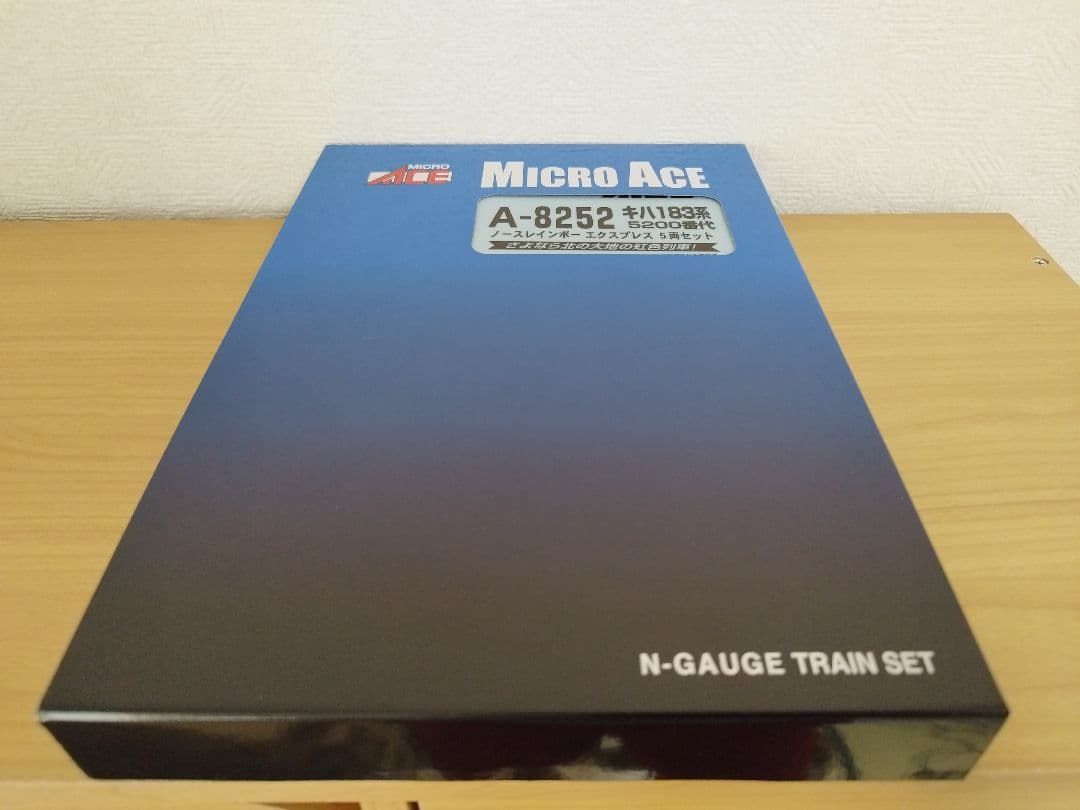 MICRO
ACE
MICRO ACE
A-8252 キハ183系
5200番代
ノースレインボー エクスプレス 5両セット
さよなら北の大地の虹色列車!
N-GAUGE TRAIN SET